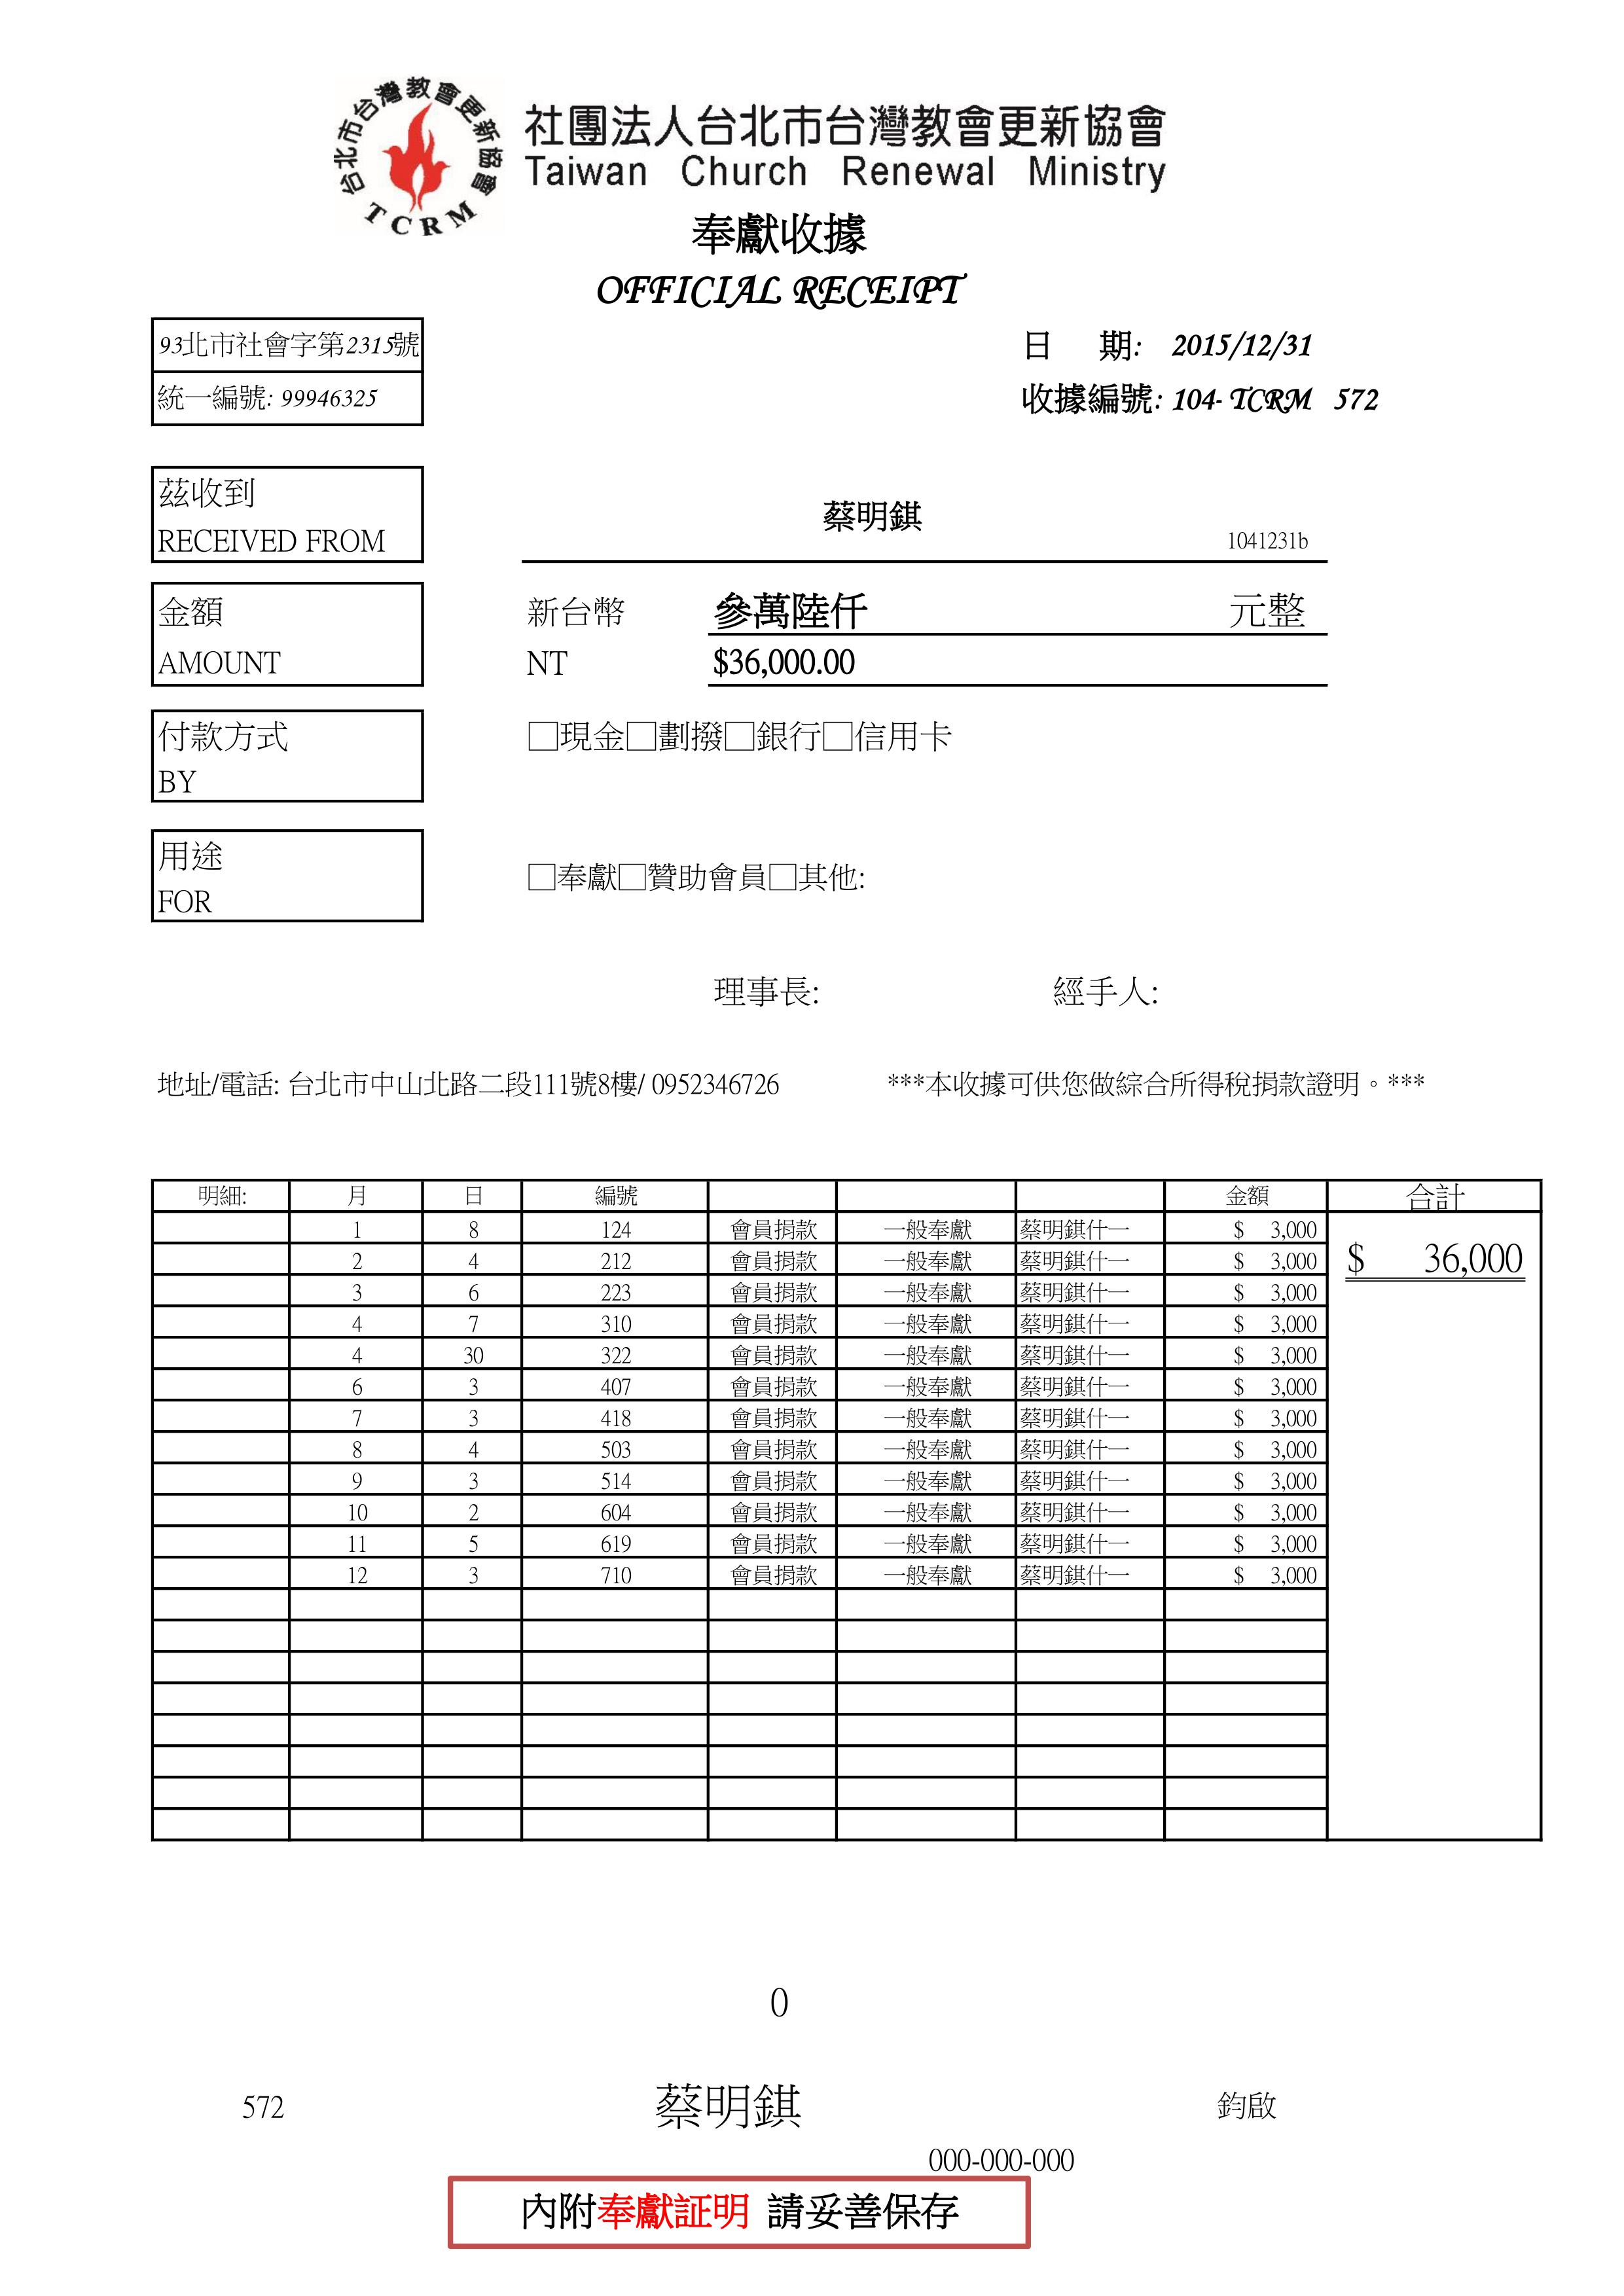 台北市台灣教會更新協會
TCRM
社團法人台北市台灣教會更新協會
Taiwan Church Renewal Ministry
奉獻收據
OFFICIAL RECEIPT
93北市社會字第2315號
日 期: 2015/12/31
統一編號: 99946325
收據編號: 104- TCRM 572
茲收到
蔡明錤
RECEIVED FROM
1041231b
金額 新台幣 參萬陸仟 元整
AMOUNT NT $36,000.00
付款方式 □現金□劃撥□銀行□信用卡
BY
用途
□奉獻□贊助會員□其他:
FOR
理事長: 經手人:
地址/電話: 台北市中山北路二段111號8樓/ 0952346726 ***本收據可供您做綜合所得稅捐款證明。***
明細: 月 日 編號 金額 合計
1 8 124 會員捐款 一般奉獻 蔡明錤什一 $ 3,000
2 4 212 會員捐款 一般奉獻 蔡明錤什一 $ 3,000 $ 36,000
3 6 223 會員捐款 一般奉獻 蔡明錤什一 $ 3,000
4 7 310 會員捐款 一般奉獻 蔡明錤什一 $ 3,000
4 30 322 會員捐款 一般奉獻 蔡明錤什一 $ 3,000
6 3 407 會員捐款 一般奉獻 蔡明錤什一 $ 3,000
7 3 418 會員捐款 一般奉獻 蔡明錤什一 $ 3,000
8 4 503 會員捐款 一般奉獻 蔡明錤什一 $ 3,000
9 3 514 會員捐款 一般奉獻 蔡明錤什一 $ 3,000
10 2 604 會員捐款 一般奉獻 蔡明錤什一 $ 3,000
11 5 619 會員捐款 一般奉獻 蔡明錤什一 $ 3,000
12 3 710 會員捐款 一般奉獻 蔡明錤什一 $ 3,000
0
572 蔡明錤 鈞啟
000-000-000
內附奉獻証明 請妥善保存